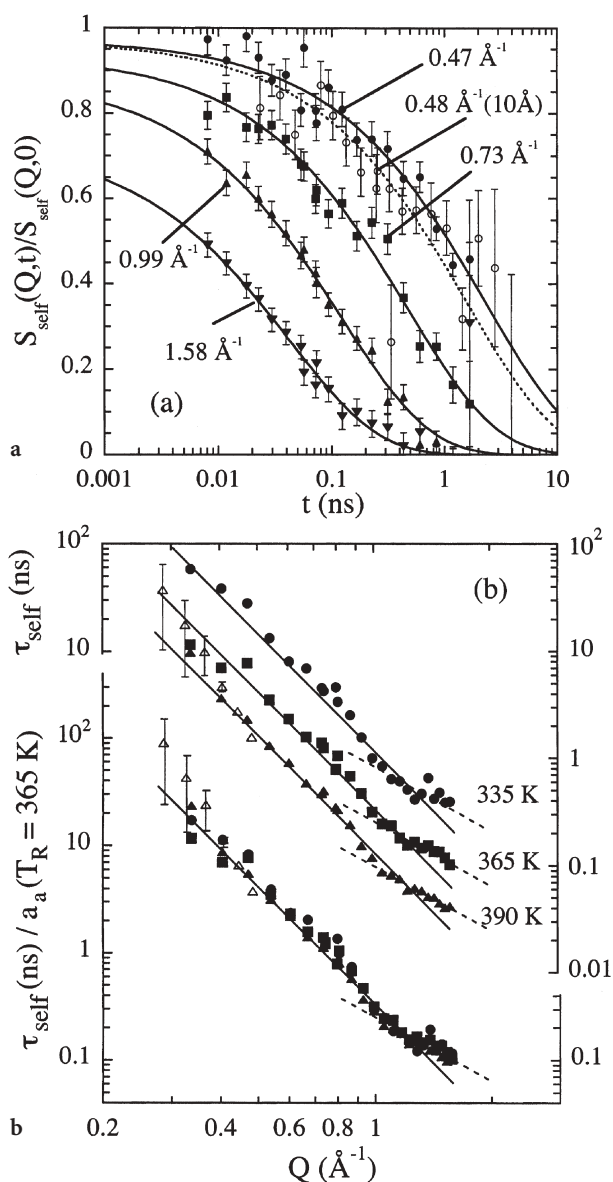 a
S_self(Q,t)/S_self(Q,0)
1
0.8
0.6
0.4
0.2
0
0.47 Å⁻¹
0.48 Å⁻¹(10Å)
0.73 Å⁻¹
0.99 Å⁻¹
1.58 Å⁻¹
(a)
0.001 0.01 0.1 1 10
t (ns)
b
τ_self (ns)
10²
10
τ_self(ns) / a_a (T_R = 365 K)
10²
10
1
0.1
(b)
10²
10
1
0.1
0.01
0.1
335 K
365 K
390 K
0.2 0.4 0.6 0.8 1 3
Q (Å⁻¹)